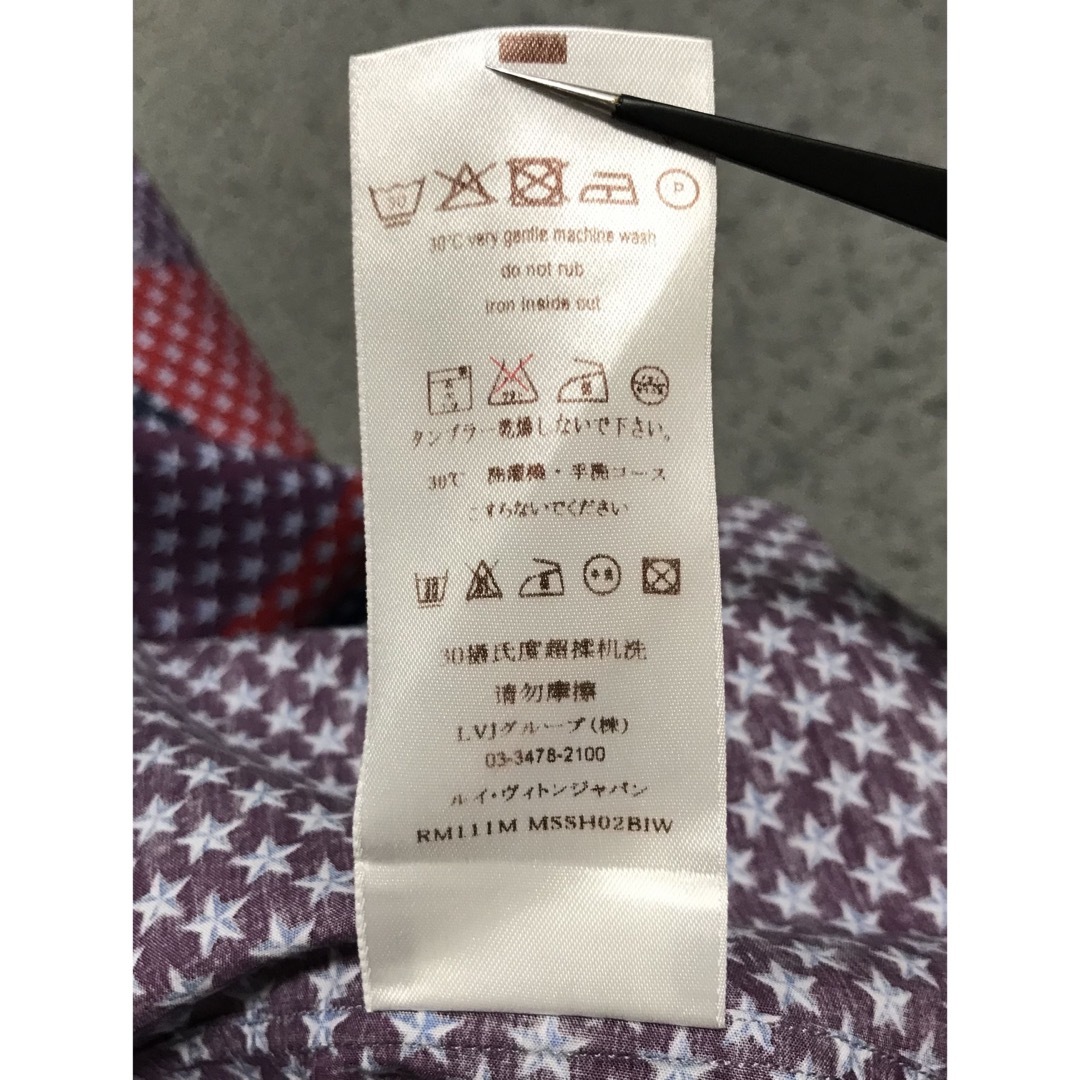 30
P
30°C very gentle machine wash
do not rub
iron inside out
タンブラー乾燥しないで下さい。
30℃ 洗濯機・手洗コース
こすらないでください
30摄氏度超揉机洗
请勿摩擦
LVJグループ(株)
03-3478-2100
ルイ・ヴィトンジャパン
RM111M MSSH02BIW